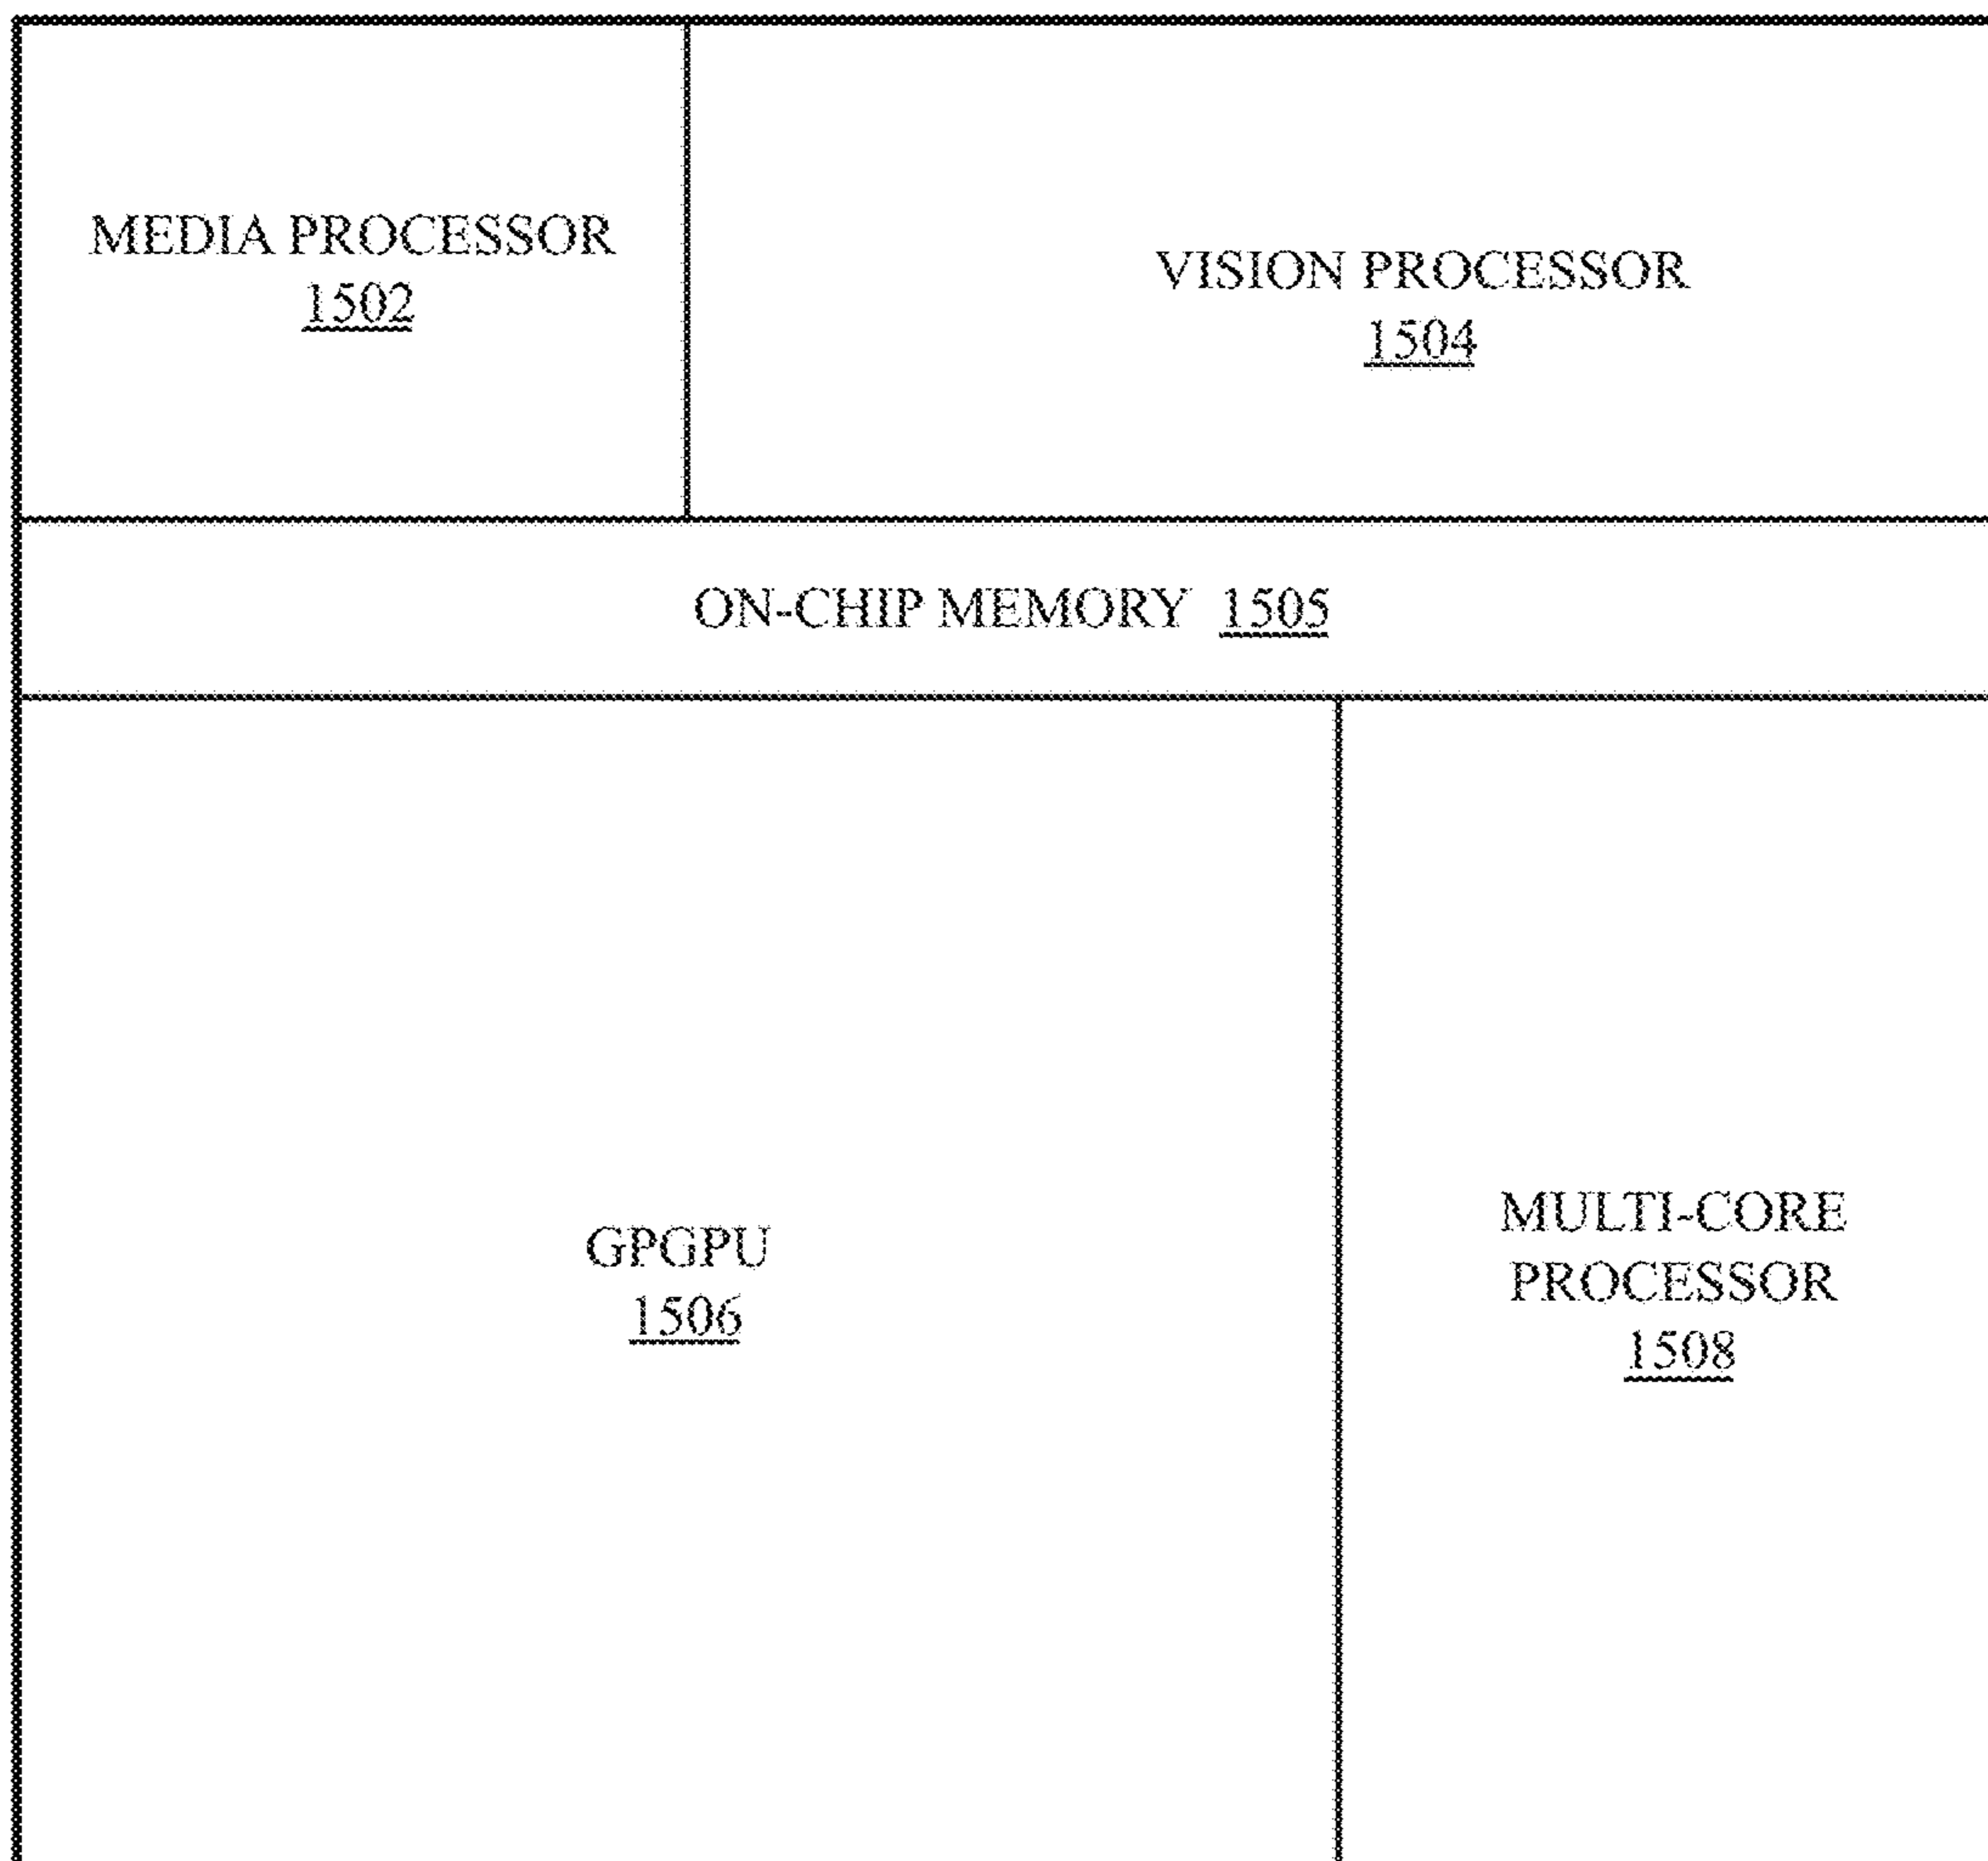 MEDIA PROCESSOR
1502
VISION PROCESSOR
1504
ON-CHIP MEMORY 1505
GPGPU
1506
MULTI-CORE
PROCESSOR
1508